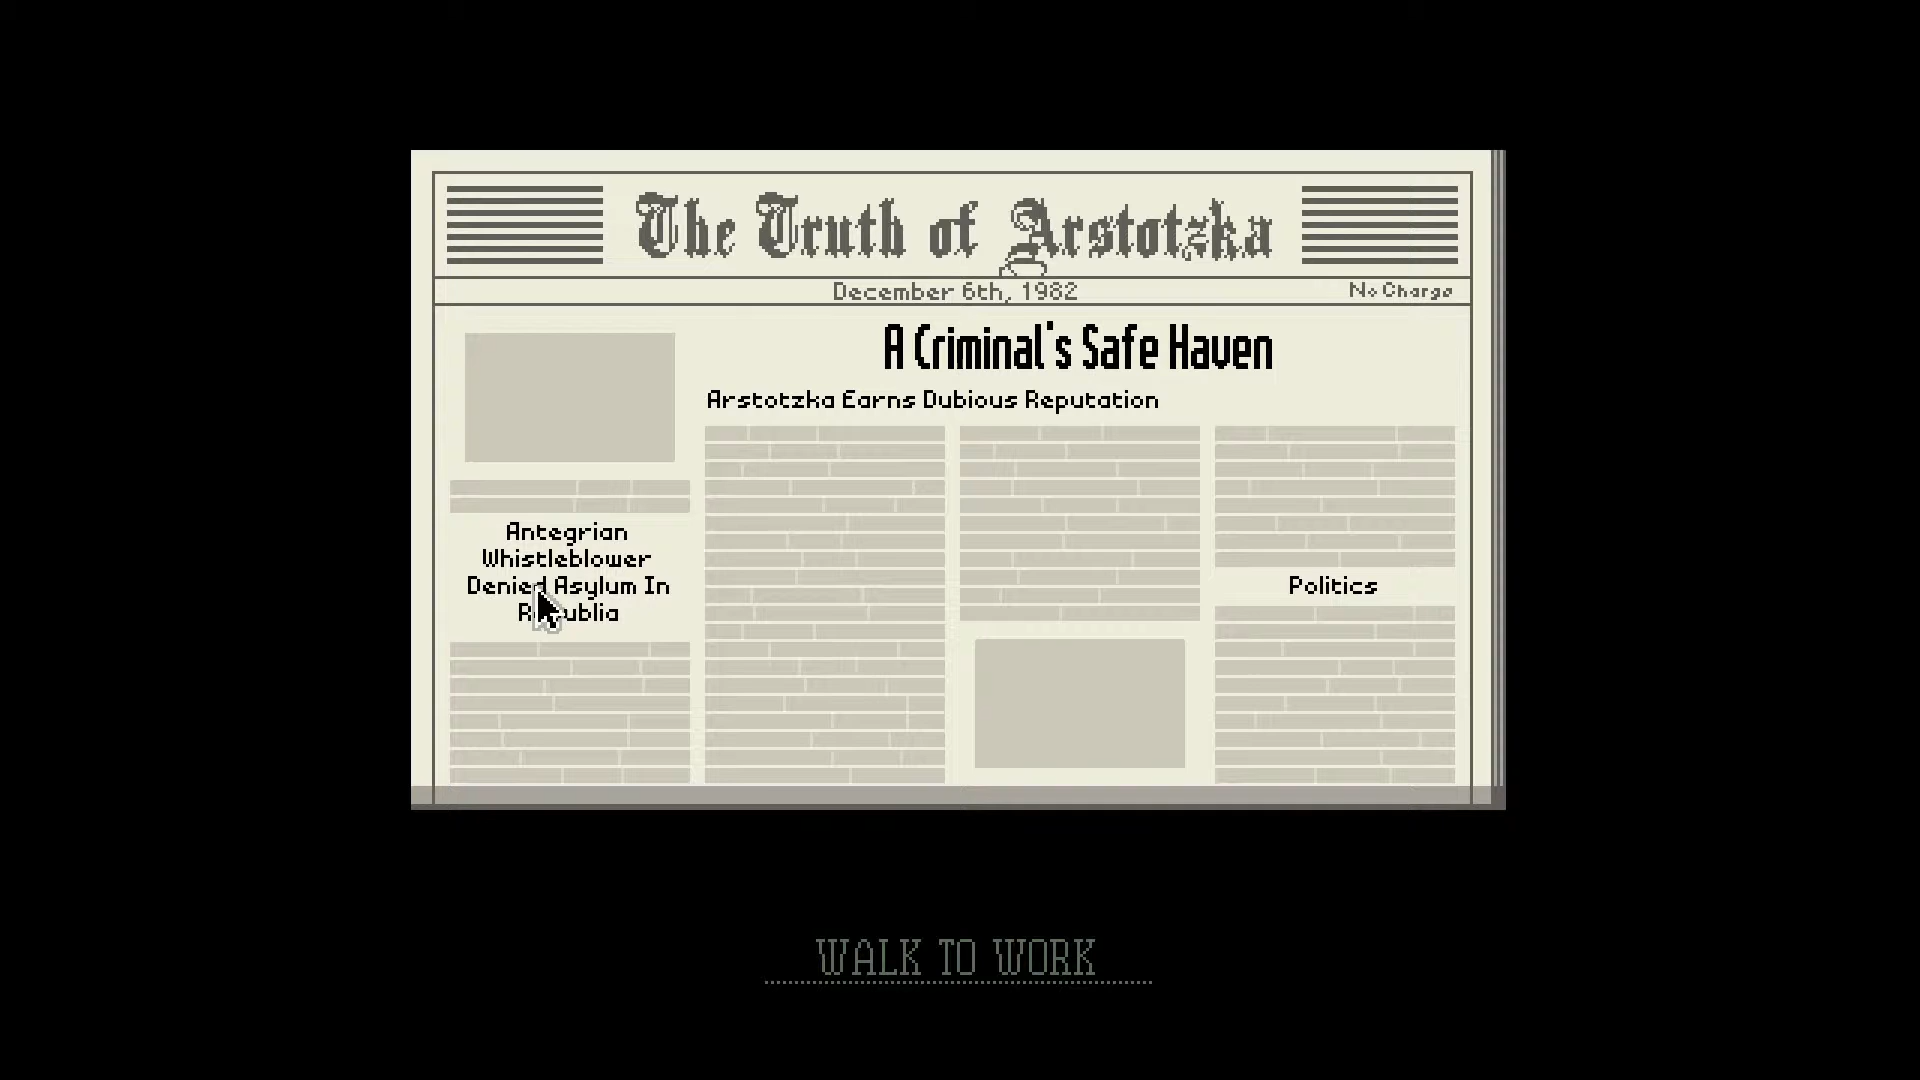 The Truth of Arstotzka
December 6th, 1982
No Charge
A Criminal's Safe Haven
Arstotzka Earns Dubious Reputation
Antegrian
Whistleblower
Denied Asylum In
Republia
Politics
WALK TO WORK